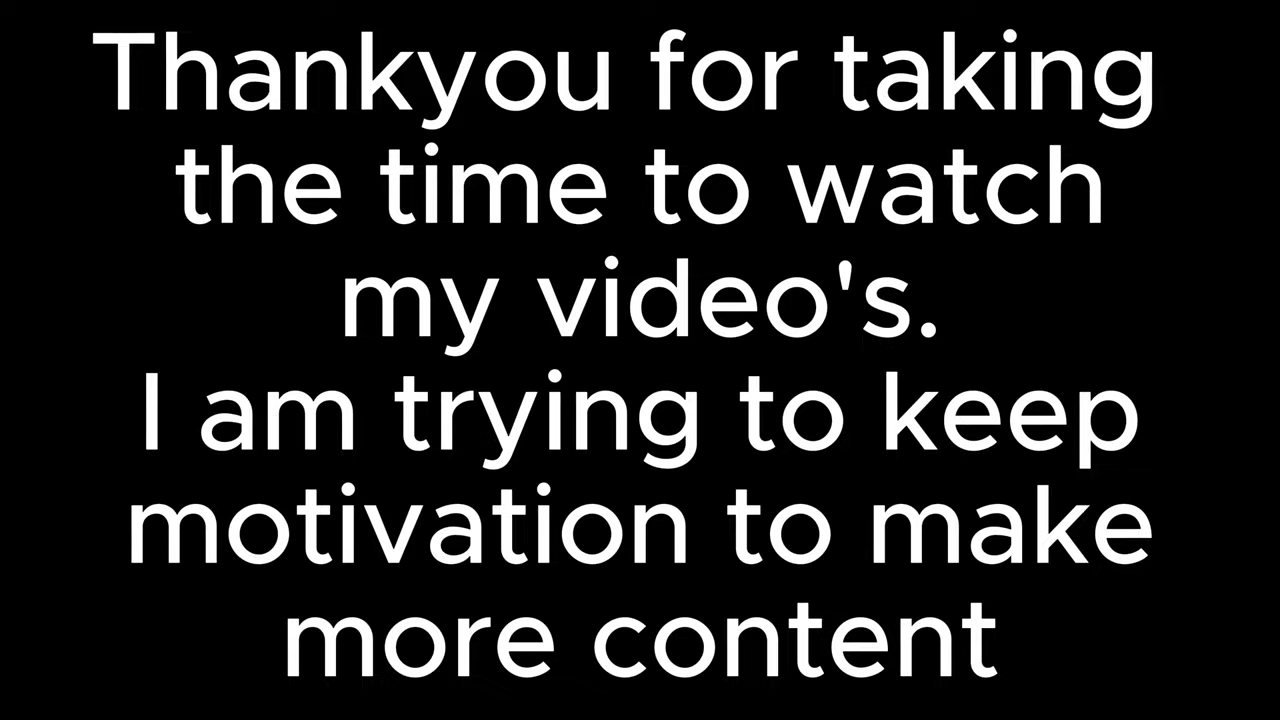 Thankyou for taking
the time to watch
my video's.
I am trying to keep
motivation to make
more content